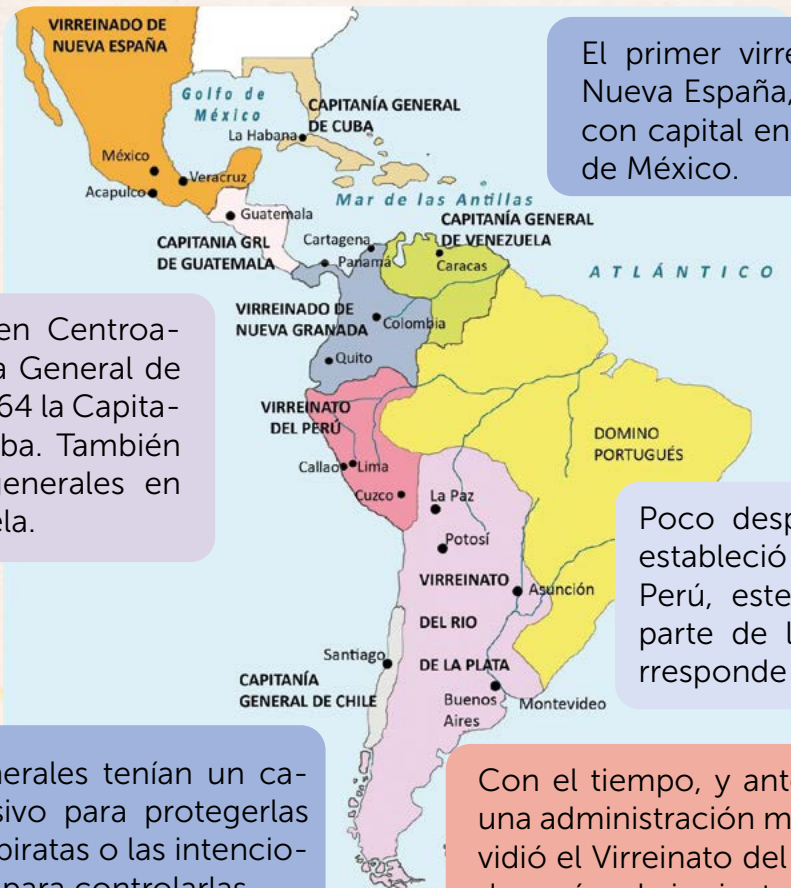 VIRREINADO DE
NUEVA ESPAÑA
Golfo de
México
CAPITANÍA GENERAL
DE CUBA
La Habana
México
Veracruz
Acapulco
Mar de las Antillas
Guatemala
CAPITANIA GRL
DE GUATEMALA
Cartagena
Panamá
CAPITANÍA GENERAL
DE VENEZUELA
Caracas
ATLÁNTICO
VIRREINADO DE
NUEVA GRANADA
Colombia
Quito
VIRREINATO
DEL PERÚ
Callao
Lima
Cuzco
La Paz
Potosí
DOMINO
PORTUGUÉS
VIRREINATO
DEL RIO
DE LA PLATA
Asunción
Santiago
CAPITANÍA
GENERAL DE CHILE
Buenos
Aires
Montevideo
El primer virre
Nueva España,
con capital en
de México.
en Centroa-
a General de
64 la Capita-
ba. También
generales en
ela.
Poco desp
estableció
Perú, este
parte de l
rresponde
nerales tenían un ca-
sivo para protegerlas
piratas o las intencio-
para controlarlas.
Con el tiempo, y ante
una administración m
vidió el Virreinato del